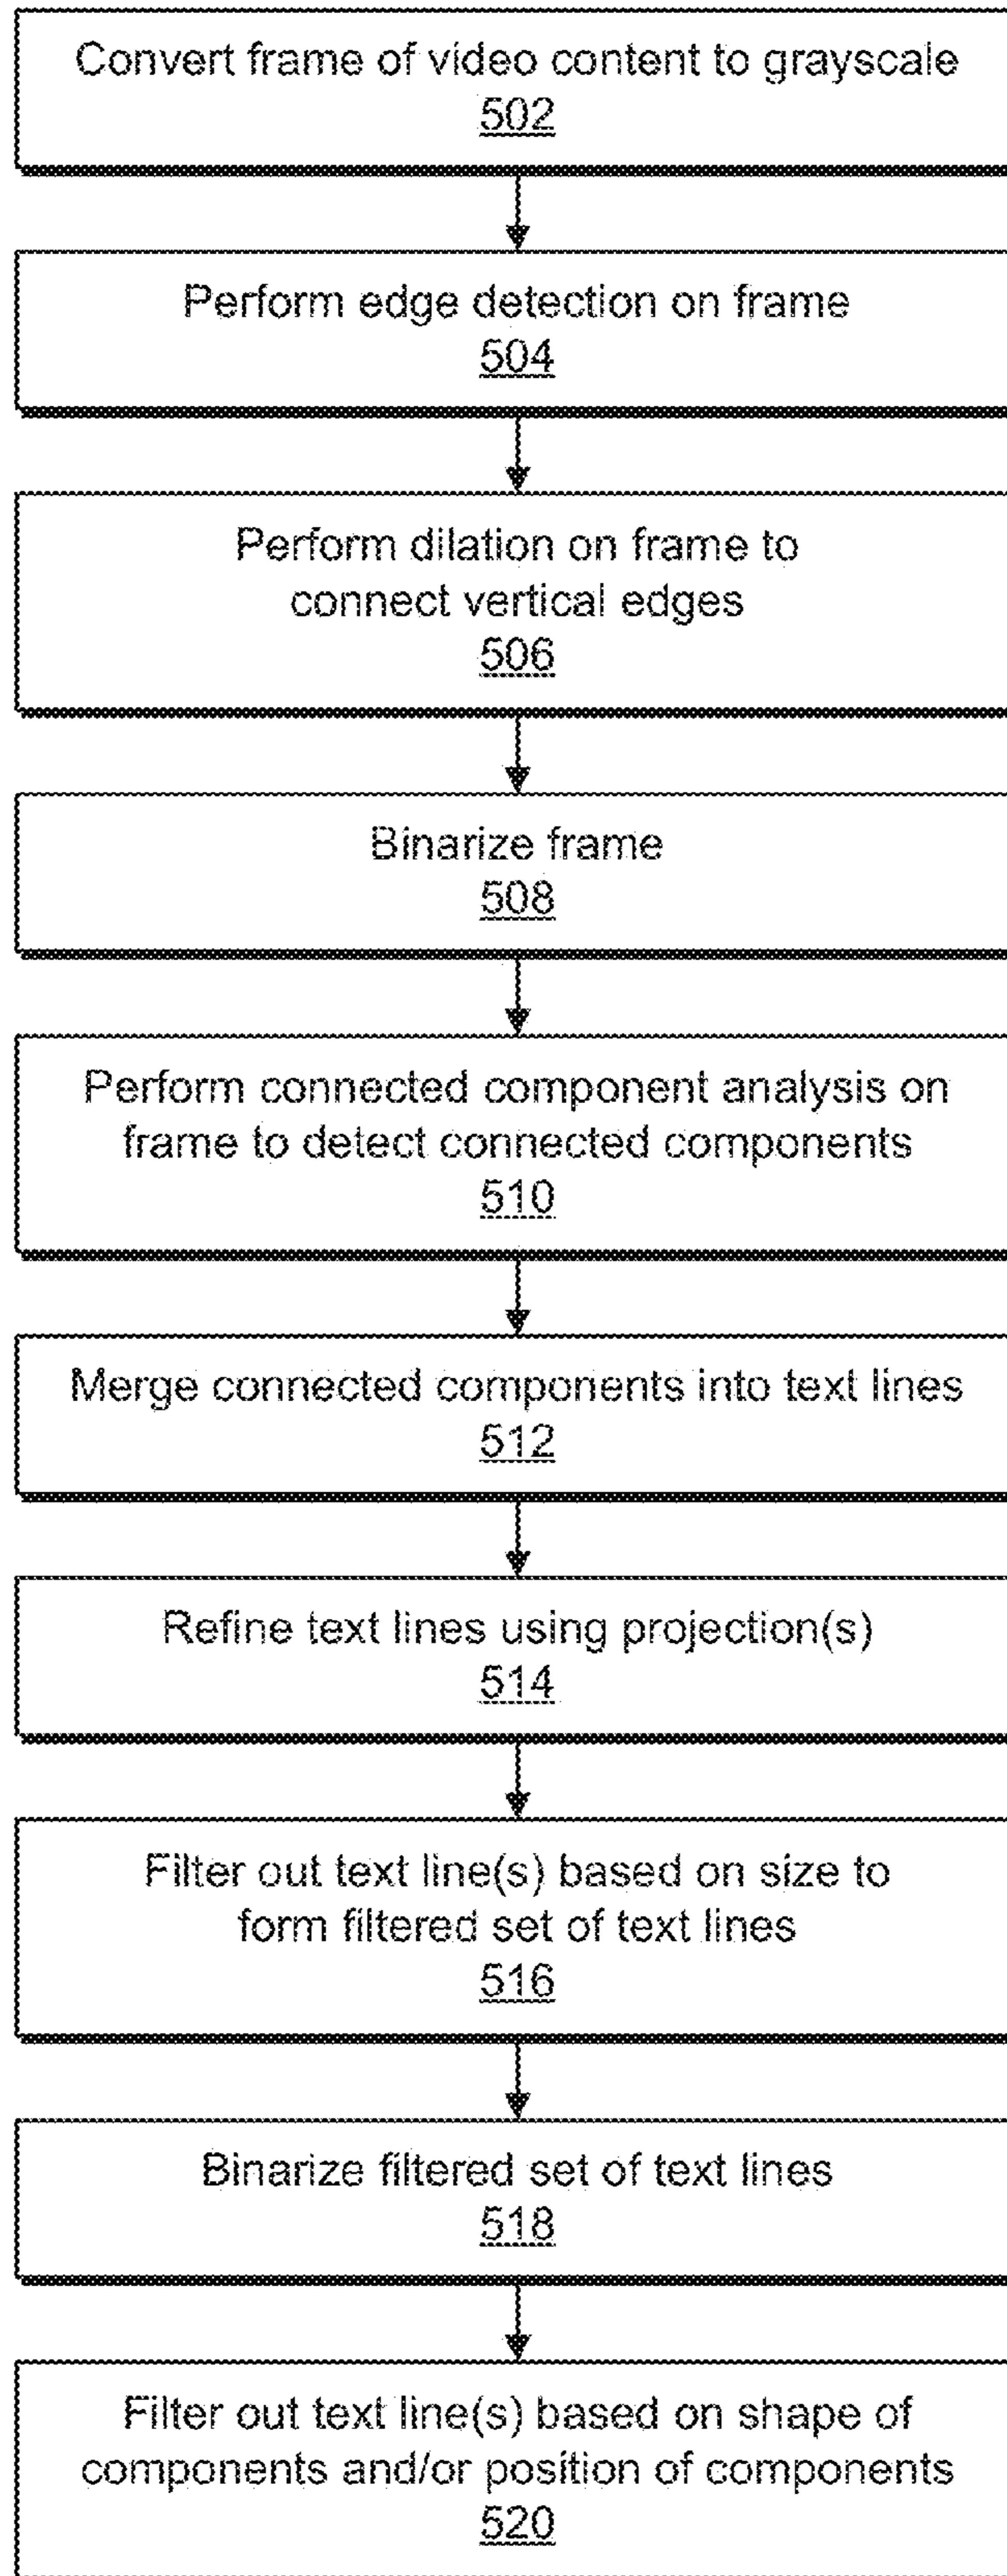 Convert frame of video content to grayscale
502
Perform edge detection on frame
504
Perform dilation on frame to
connect vertical edges
506
Binarize frame
508
Perform connected component analysis on
frame to detect connected components
510
Merge connected components into text lines
512
Refine text lines using projection(s)
514
Filter out text line(s) based on size to
form filtered set of text lines
516
Binarize filtered set of text lines
518
Filter out text line(s) based on shape of
components and/or position of components
520